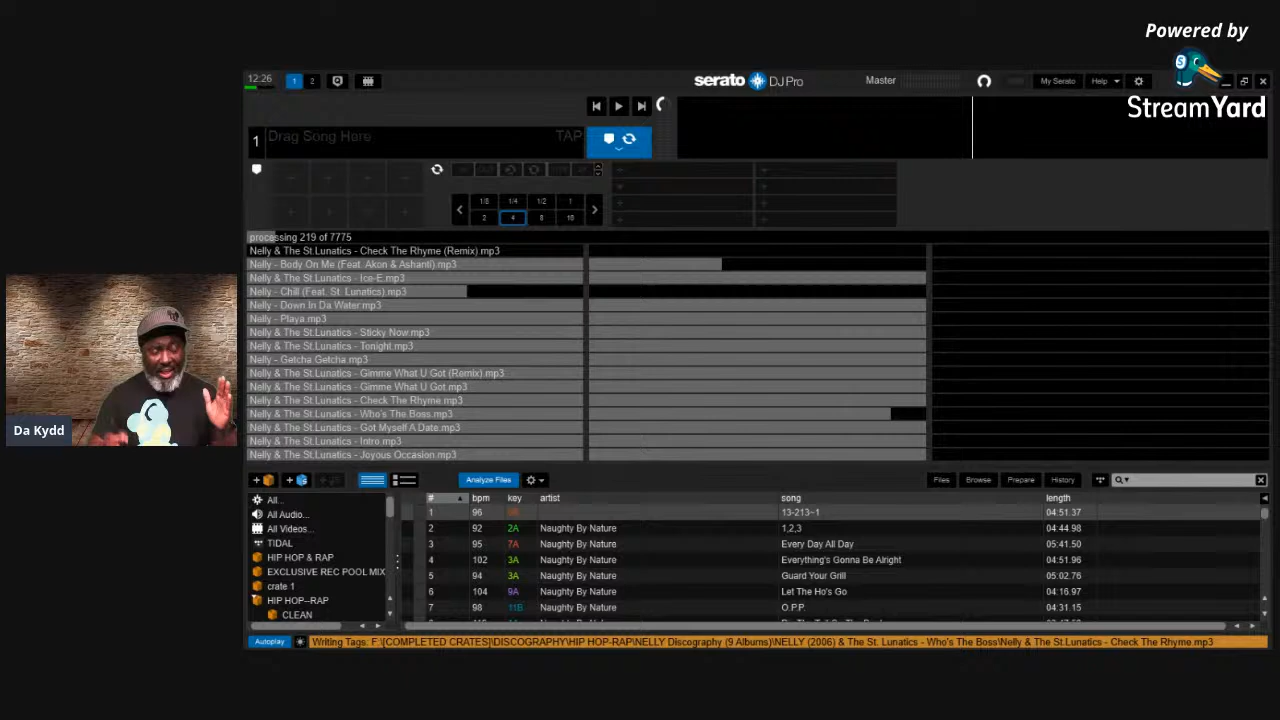 Powered by
StreamYard
12:26
1 2
serato DJ Pro
Master
My Serato
Help
1 Drag Song Here TAP
1/8 1/4 1/2 1
2 4 8 16
processing 219 of 7775
Nelly & The St.Lunatics - Check The Rhyme (Remix).mp3
Nelly - Body On Me (Feat. Akon & Ashanti).mp3
Nelly & The St.Lunatics - Ice-E.mp3
Nelly - Chill (Feat. St. Lunatics).mp3
Nelly - Down In Da Water.mp3
Nelly - Playa.mp3
Nelly & The St.Lunatics - Sticky Now.mp3
Nelly & The St.Lunatics - Tonight.mp3
Nelly - Getcha Getcha.mp3
Nelly & The St.Lunatics - Gimme What U Got (Remix).mp3
Nelly & The St.Lunatics - Gimme What U Got.mp3
Nelly & The St.Lunatics - Check The Rhyme.mp3
Nelly & The St.Lunatics - Who's The Boss.mp3
Nelly & The St.Lunatics - Got Myself A Date.mp3
Nelly & The St.Lunatics - Intro.mp3
Nelly & The St.Lunatics - Joyous Occasion.mp3
Da Kydd
Analyze Files
Files Browse Prepare History
All...
All Audio...
All Videos...
TIDAL
HIP HOP & RAP
EXCLUSIVE REC POOL MIX
crate 1
HIP HOP--RAP
CLEAN
# bpm key artist song length
1 96 13-213~1 04:51.37
2 92 2A Naughty By Nature 1,2,3 04:44.98
3 95 7A Naughty By Nature Every Day All Day 05:41.50
4 102 3A Naughty By Nature Everything's Gonna Be Alright 04:51.96
5 94 3A Naughty By Nature Guard Your Grill 05:02.76
6 104 9A Naughty By Nature Let The Ho's Go 04:16.97
7 98 11B Naughty By Nature O.P.P. 04:31.15
Autoplay
Writing Tags: F:\[COMPLETED CRATES]\DISCOGRAPHY\HIP HOP-RAP\NELLY Discography (9 Albums)\NELLY (2006) & The St. Lunatics - Who's The Boss\Nelly & The St.Lunatics - Check The Rhyme.mp3